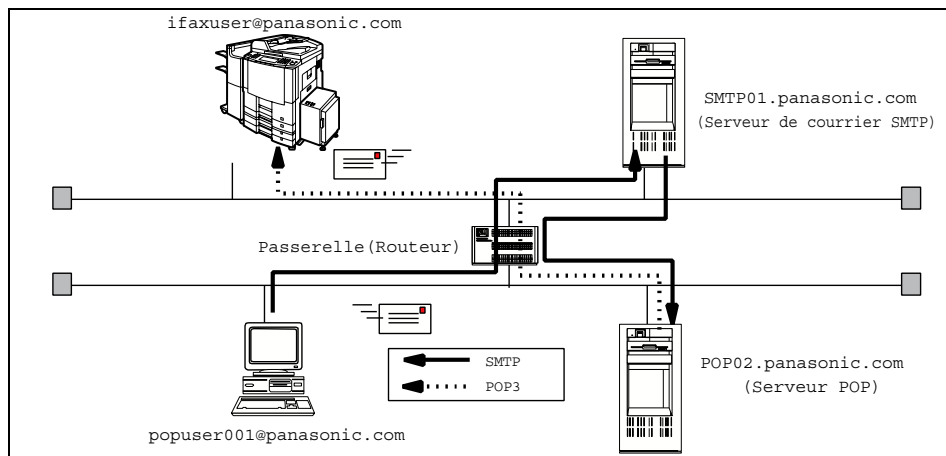 ifaxuser@panasonic.com
SMTP01.panasonic.com
(Serveur de courrier SMTP)
Passerelle(Routeur)
SMTP
POP3
POP02.panasonic.com
(Serveur POP)
popuser001@panasonic.com